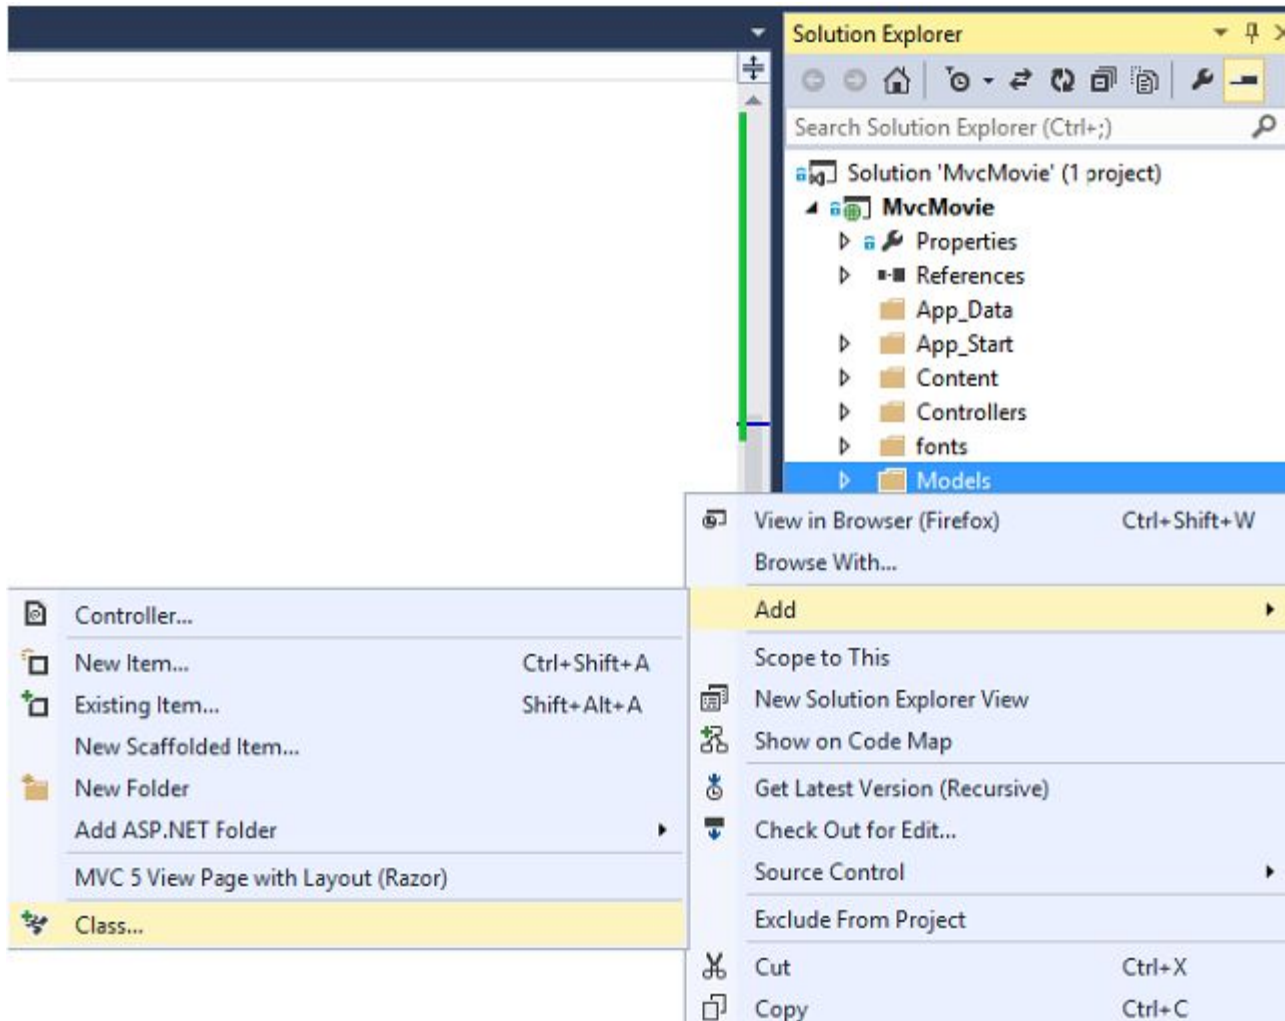 Solution Explorer
Search Solution Explorer (Ctrl+;)
Solution 'MvcMovie' (1 project)
MvcMovie
Properties
References
App_Data
App_Start
Content
Controllers
fonts
Models
View in Browser (Firefox) Ctrl+Shift+W
Browse With...
Add
Scope to This
New Solution Explorer View
Show on Code Map
Get Latest Version (Recursive)
Check Out for Edit...
Source Control
Exclude From Project
Cut Ctrl+X
Copy Ctrl+C
Controller...
New Item... Ctrl+Shift+A
Existing Item... Shift+Alt+A
New Scaffolded Item...
New Folder
Add ASP.NET Folder
MVC 5 View Page with Layout (Razor)
Class...